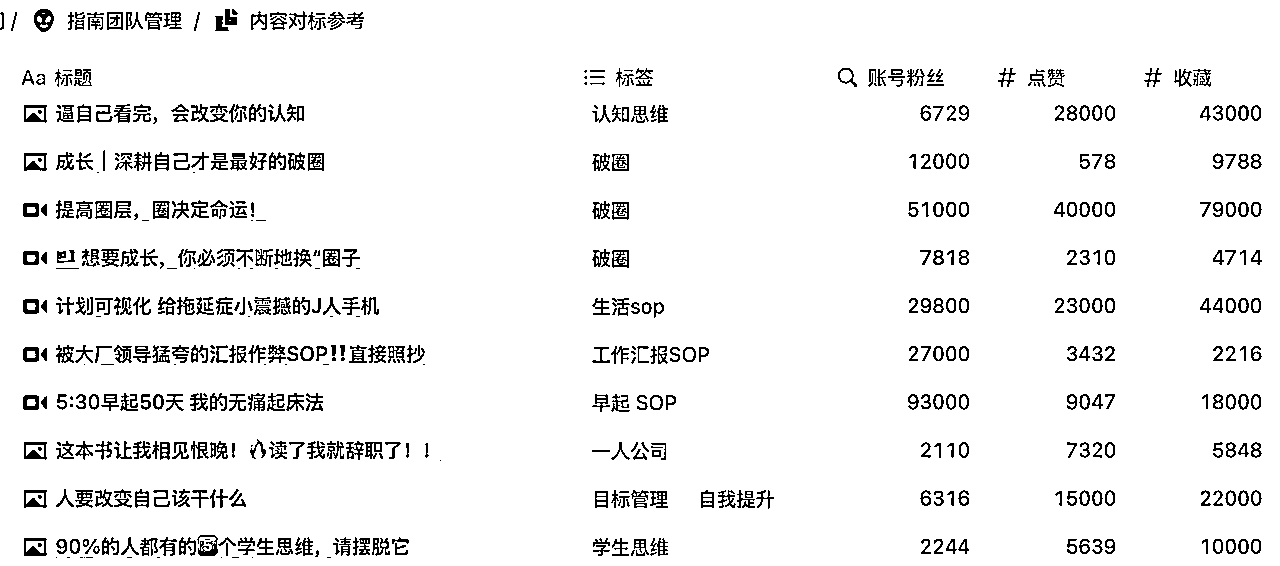 / 指南团队管理 / 内容对标参考
Aa 标题 标签 账号粉丝 # 点赞 # 收藏
逼自己看完，会改变你的认知 认知思维 6729 28000 43000
成长｜深耕自己才是最好的破圈 破圈 12000 578 9788
提高圈层，圈决定命运！ 破圈 51000 40000 79000
想要成长，你必须不断地换“圈子 破圈 7818 2310 4714
计划可视化 给拖延症小震撼的J人手机 生活sop 29800 23000 44000
被大厂领导猛夸的汇报作弊SOP!!直接照抄 工作汇报SOP 27000 3432 2216
5:30早起50天 我的无痛起床法 早起 SOP 93000 9047 18000
这本书让我相见恨晚！🔥读了我就辞职了！！ 一人公司 2110 7320 5848
人要改变自己该干什么 目标管理 自我提升 6316 15000 22000
90%的人都有的个学生思维，请摆脱它 学生思维 2244 5639 10000